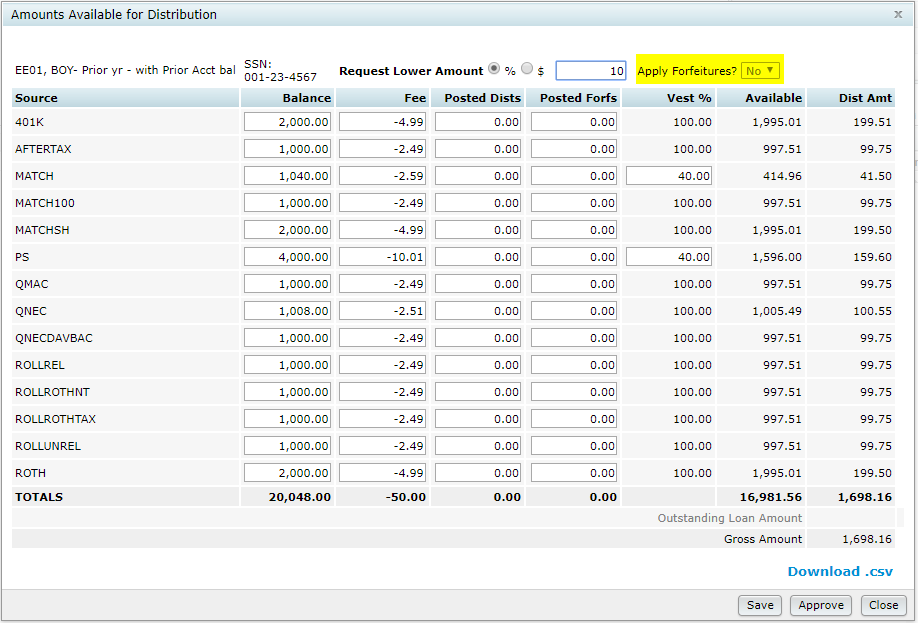 Amounts Available for Distribution x
EE01, BOY- Prior yr - with Prior Acct bal SSN: 001-23-4567 Request Lower Amount % $ 10 Apply Forfeitures? No ▼
Source Balance Fee Posted Dists Posted Forfs Vest % Available Dist Amt
401K 2,000.00 -4.99 0.00 0.00 100.00 1,995.01 199.51
AFTERTAX 1,000.00 -2.49 0.00 0.00 100.00 997.51 99.75
MATCH 1,040.00 -2.59 0.00 0.00 40.00 414.96 41.50
MATCH100 1,000.00 -2.49 0.00 0.00 100.00 997.51 99.75
MATCHSH 2,000.00 -4.99 0.00 0.00 100.00 1,995.01 199.50
PS 4,000.00 -10.01 0.00 0.00 40.00 1,596.00 159.60
QMAC 1,000.00 -2.49 0.00 0.00 100.00 997.51 99.75
QNEC 1,008.00 -2.51 0.00 0.00 100.00 1,005.49 100.55
QNECDAVBAC 1,000.00 -2.49 0.00 0.00 100.00 997.51 99.75
ROLLREL 1,000.00 -2.49 0.00 0.00 100.00 997.51 99.75
ROLLROTHNT 1,000.00 -2.49 0.00 0.00 100.00 997.51 99.75
ROLLROTHTAX 1,000.00 -2.49 0.00 0.00 100.00 997.51 99.75
ROLLUNREL 1,000.00 -2.49 0.00 0.00 100.00 997.51 99.75
ROTH 2,000.00 -4.99 0.00 0.00 100.00 1,995.01 199.50
TOTALS 20,048.00 -50.00 0.00 0.00 16,981.56 1,698.16
Outstanding Loan Amount
Gross Amount 1,698.16
Download .csv
Save Approve Close